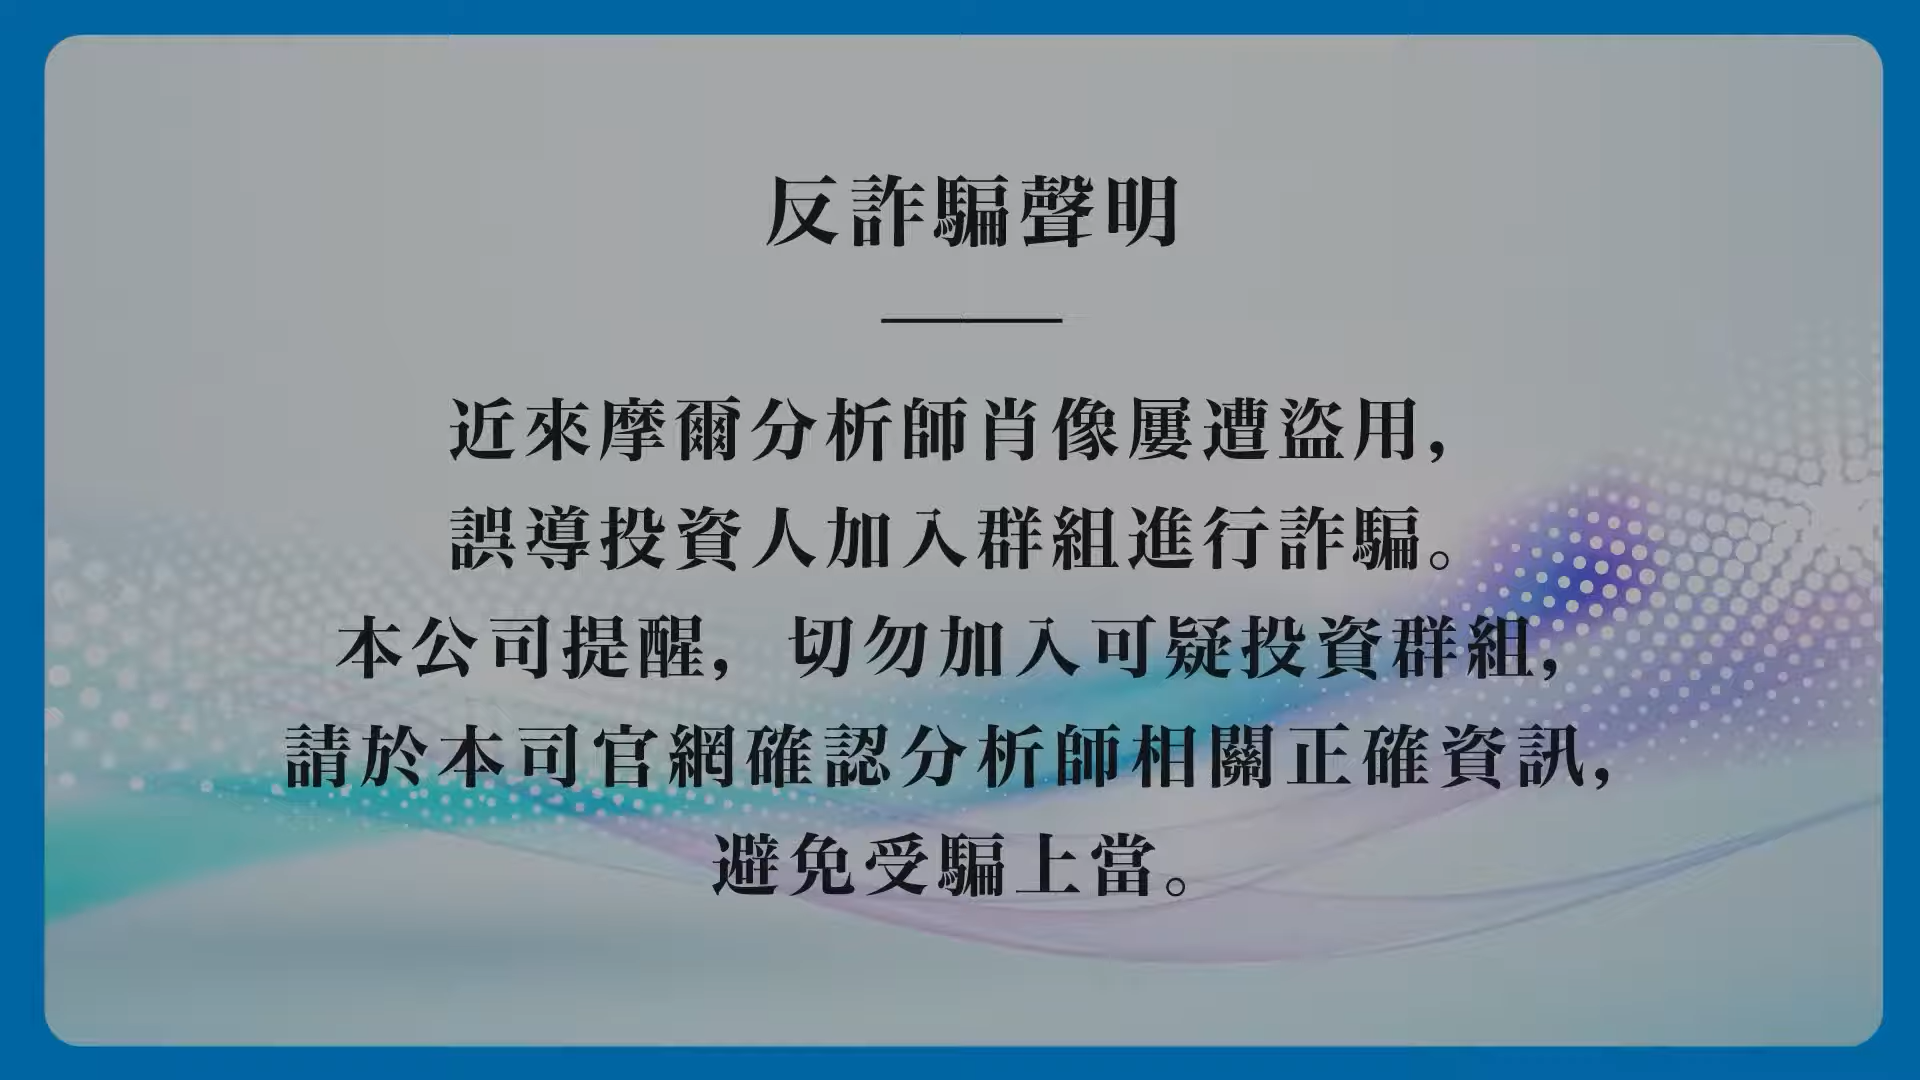 反詐騙聲明
近來摩爾分析師肖像屢遭盜用，
誤導投資人加入群組進行詐騙。
本公司提醒，切勿加入可疑投資群組，
請於本司官網確認分析師相關正確資訊，
避免受騙上當。